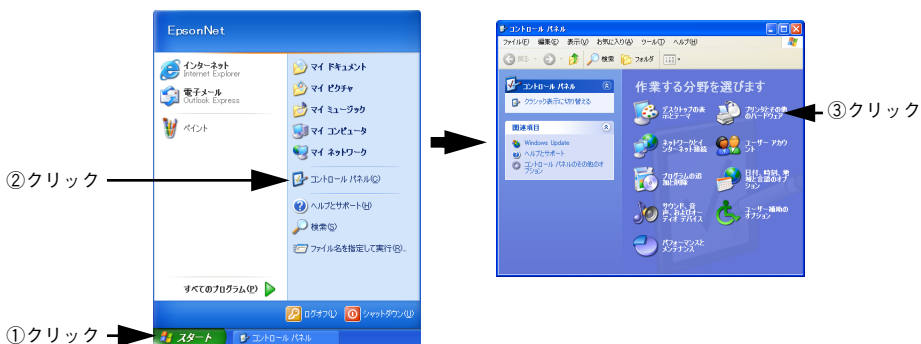 EpsonNet
インターネット
Internet Explorer
電子メール
Outlook Express
ペイント
すべてのプログラム(P)
マイ ドキュメント
マイ ピクチャ
マイ ミュージック
マイ コンピュータ
マイ ネットワーク
コントロール パネル(C)
ヘルプとサポート(H)
検索(S)
ファイル名を指定して実行(R)...
ログオフ(L)
シャットダウン(U)
スタート
コントロール パネル
②クリック
①クリック
コントロール パネル
ファイル(F) 編集(E) 表示(V) お気に入り(A) ツール(T) ヘルプ(H)
戻る
検索
フォルダ
コントロール パネル
クラシック表示に切り替える
関連項目
Windows Update
ヘルプとサポート
コントロール パネルのその他のオ
プション
作業する分野を選びます
デスクトップの表
示とテーマ
プリンタとその他
のハードウェア
ネットワークとイ
ンターネット接続
ユーザー アカウ
ント
プログラムの追
加と削除
日付、時刻、地
域と言語のオプ
ション
サウンド、音
声、およびオー
ディオ デバイス
ユーザー補助の
オプション
パフォーマンスと
メンテナンス
③クリック